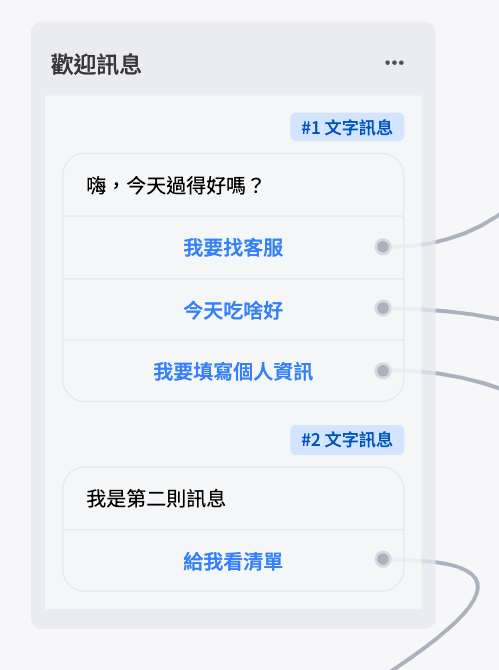 歡迎訊息
#1 文字訊息
嗨，今天過得好嗎？
我要找客服
今天吃啥好
我要填寫個人資訊
#2 文字訊息
我是第二則訊息
給我看清單